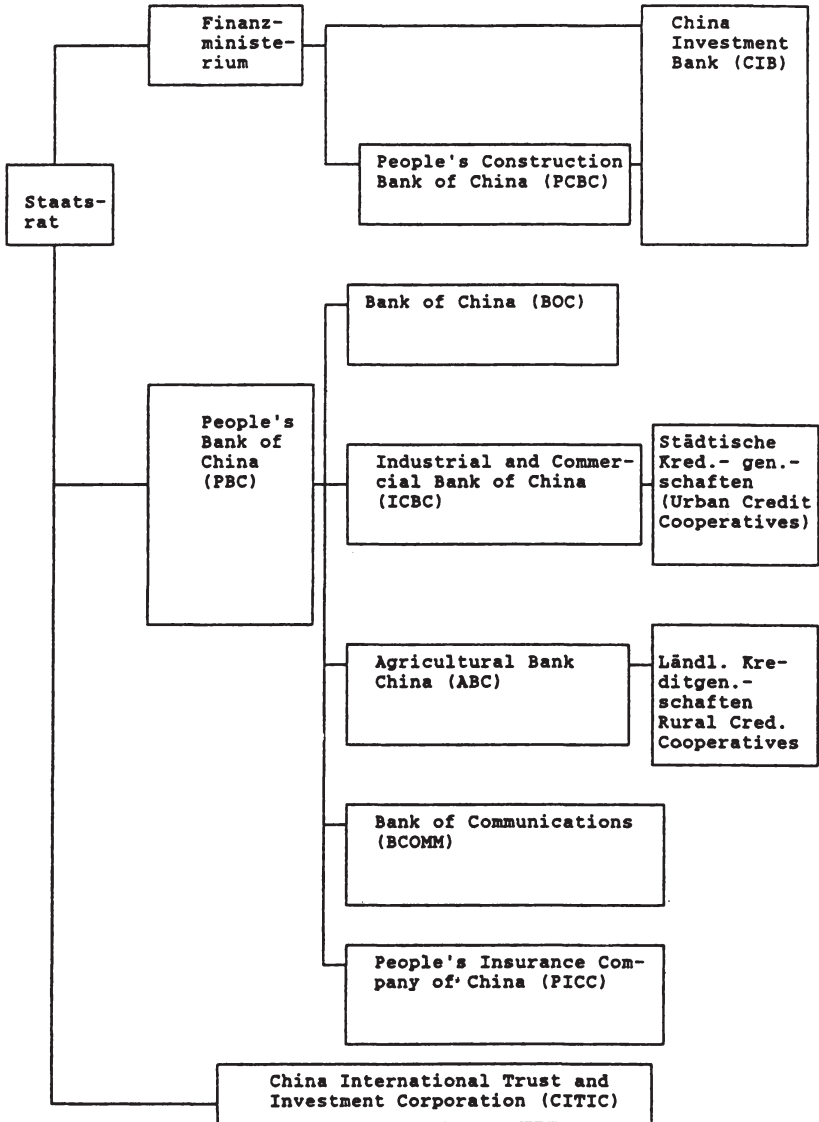 Finanz-
ministe-
rium
China
Investment
Bank (CIB)
People's Construction
Bank of China (PCBC)
Staats-
rat
Bank of China (BOC)
People's
Bank of
China
(PBC)
Industrial and Commer-
cial Bank of China
(ICBC)
Städtische
Kred.- gen.-
schaften
(Urban Credit
Cooperatives)
Agricultural Bank
China (ABC)
Ländl. Kre-
ditgen.-
schaften
Rural Cred.
Cooperatives
Bank of Communications
(BCOMM)
People's Insurance Com-
pany of China (PICC)
China International Trust and
Investment Corporation (CITIC)